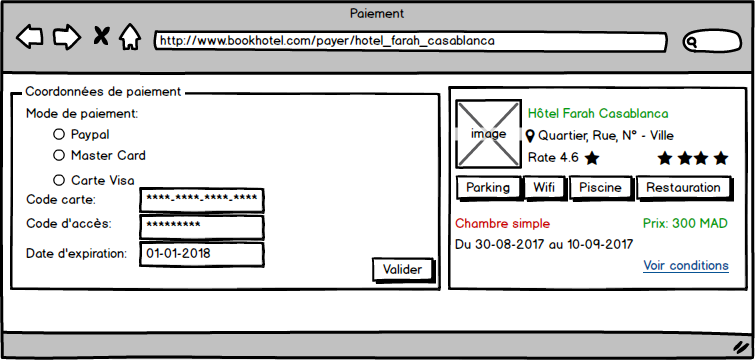 Paiement
http://www.bookhotel.com/payer/hotel_farah_casablanca
Coordonnées de paiement
Mode de paiement:
Paypal
Master Card
Carte Visa
Code carte: ****-****-****-****
Code d'accès: *********
Date d'expiration: 01-01-2018
Valider
image
Hôtel Farah Casablanca
Quartier, Rue, N° - Ville
Rate 4.6
Parking Wifi Piscine Restauration
Chambre simple Prix: 300 MAD
Du 30-08-2017 au 10-09-2017
Voir conditions